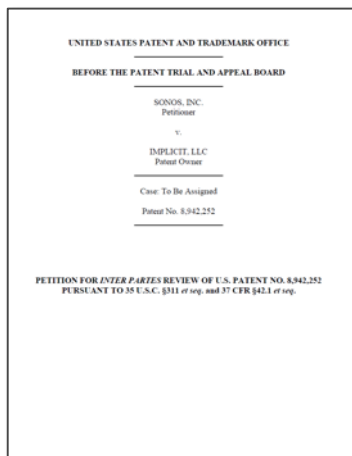 UNITED STATES PATENT AND TRADEMARK OFFICE
BEFORE THE PATENT TRIAL AND APPEAL BOARD
SONOS, INC.
Petitioner
v.
IMPLICIT, LLC
Patent Owner
Case: To Be Assigned
Patent No. 8,942,252
PETITION FOR INTER PARTES REVIEW OF U.S. PATENT NO. 8,942,252
PURSUANT TO 35 U.S.C. §311 et seq. and 37 CFR §42.1 et seq.